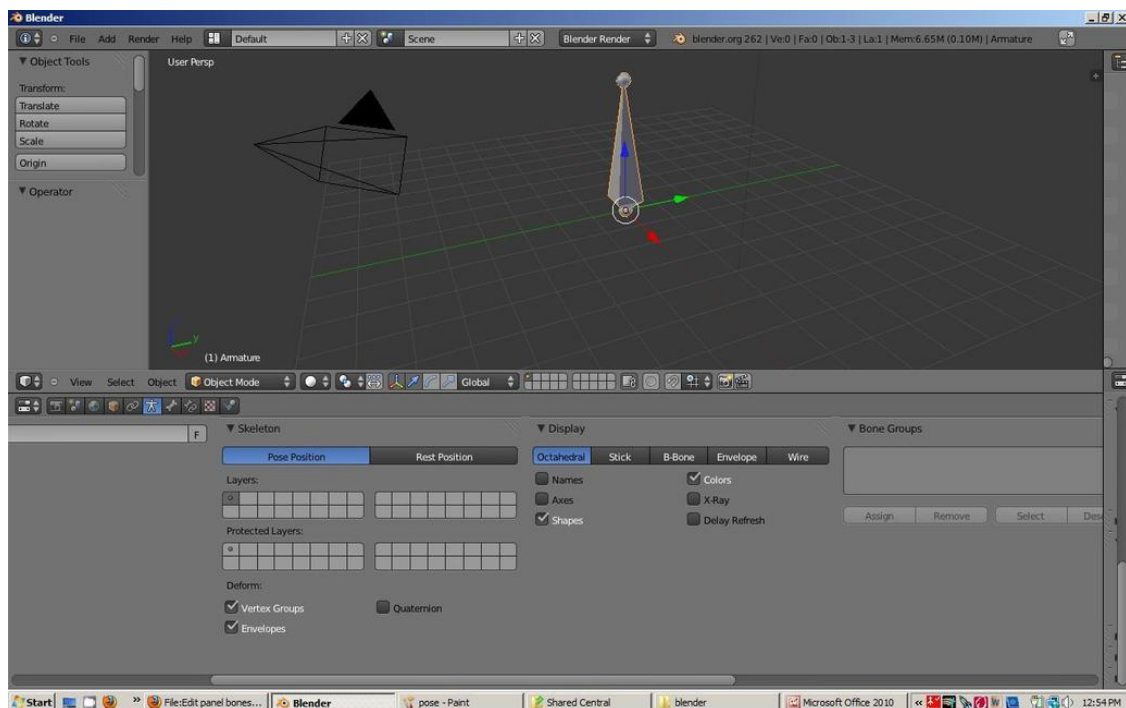 Blender
File Add Render Help Default Scene Blender Render blender.org 262 | Ve:0 | Fa:0 | Ob:1-3 | La:1 | Mem:6.65M (0.10M) | Armature
Object Tools
User Persp
Transform:
Translate
Rotate
Scale
Origin
Operator
y
(1) Armature
View Select Object Object Mode Global
F
Skeleton
Display
Bone Groups
Pose Position Rest Position
Octahedral Stick B-Bone Envelope Wire
Layers:
Names Colors
Axes X-Ray
Shapes Delay Refresh
Assign Remove Select Des
Protected Layers:
Deform:
Vertex Groups Quaternion
Envelopes
Start » File:Edit panel bones... Blender pose - Paint Shared Central blender Microsoft Office 2010 « 12:54 PM